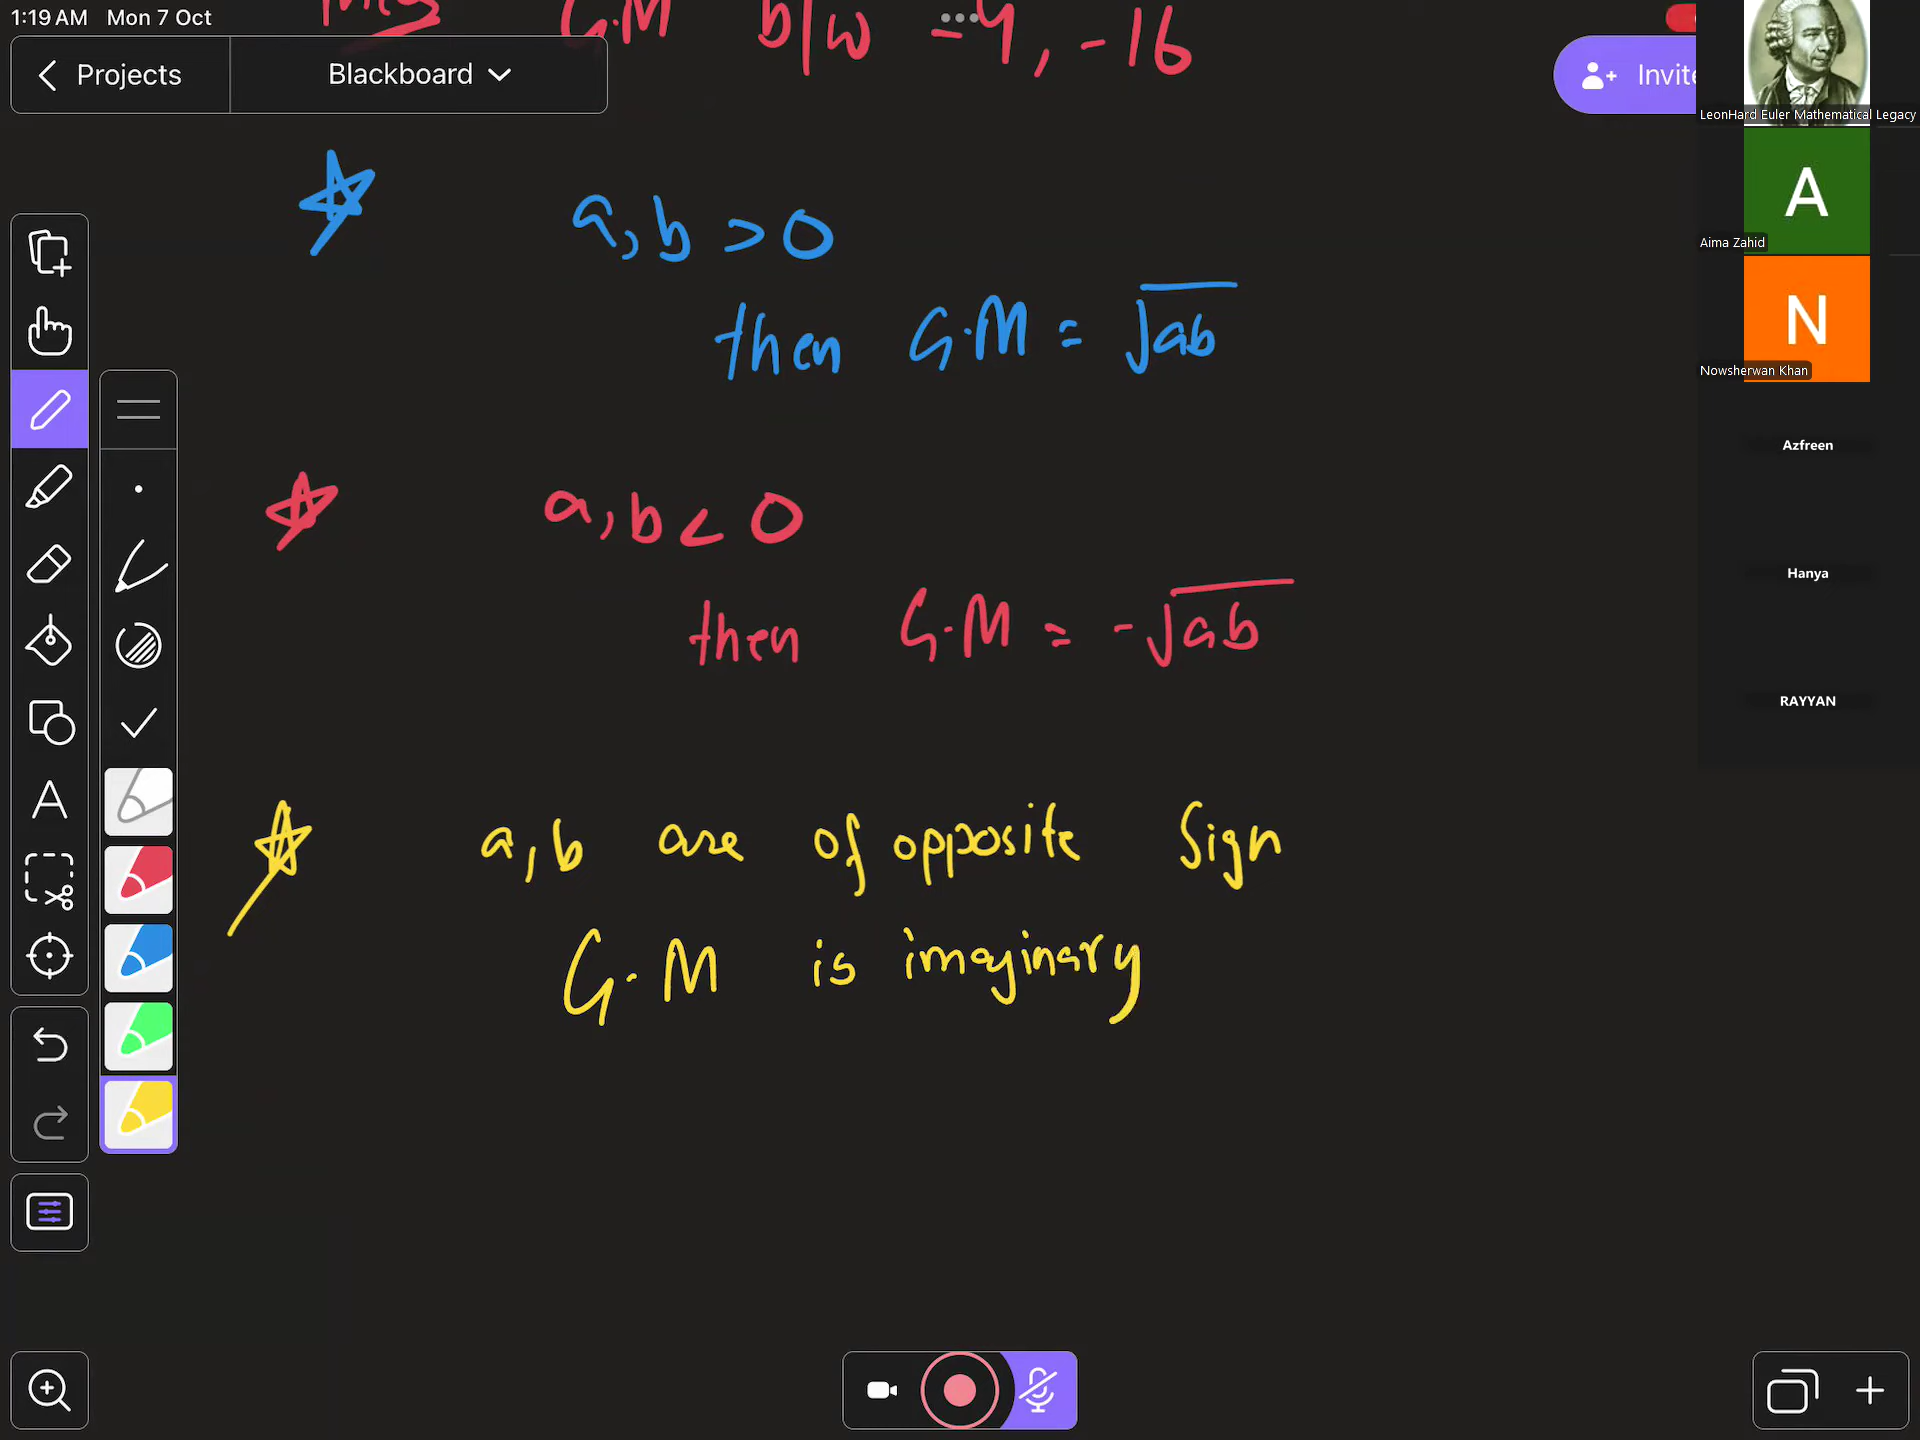 1:19 AM Mon 7 Oct
G.M b/w -4, -16
Projects
Blackboard
Invite
LeonHard Euler Mathematical Legacy
a, b > 0
then G.M = √ab
A
Aima Zahid
N
Nowsherwan Khan
Azfreen
a, b < 0
Hanya
then G.M = -√ab
RAYYAN
A
a, b are of opposite Sign
G.M is imaginary